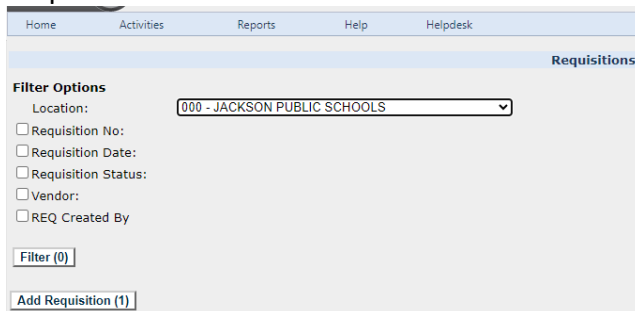 Home Activities Reports Help Helpdesk
Requisitions
Filter Options
Location: 000 - JACKSON PUBLIC SCHOOLS
Requisition No:
Requisition Date:
Requisition Status:
Vendor:
REQ Created By
Filter (0)
Add Requisition (1)